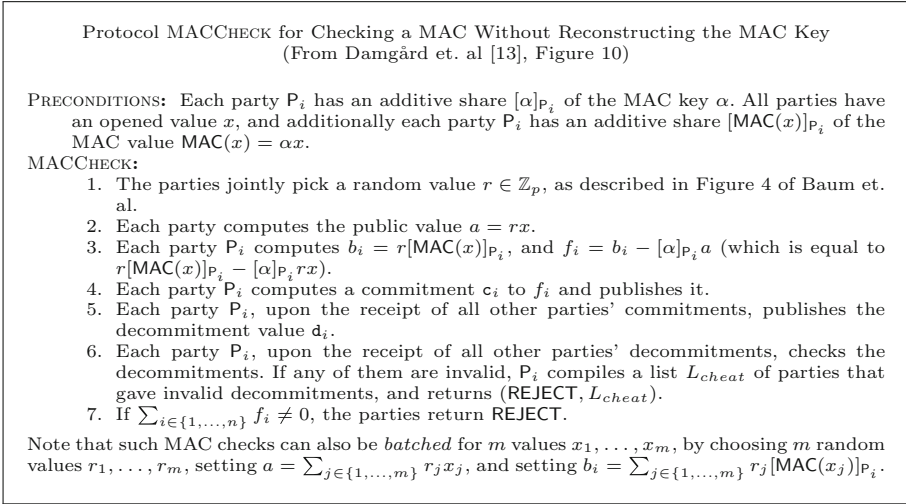 Protocol MACCHECK for Checking a MAC Without Reconstructing the MAC Key
(From Damgård et. al [13], Figure 10)
PRECONDITIONS: Each party P_i has an additive share [α]_{P_i} of the MAC key α. All parties have
an opened value x, and additionally each party P_i has an additive share [MAC(x)]_{P_i} of the
MAC value MAC(x) = αx.
MACCHECK:
1. The parties jointly pick a random value r ∈ ℤ_p, as described in Figure 4 of Baum et.
al.
2. Each party computes the public value a = rx.
3. Each party P_i computes b_i = r[MAC(x)]_{P_i}, and f_i = b_i − [α]_{P_i}a (which is equal to
r[MAC(x)]_{P_i} − [α]_{P_i}rx).
4. Each party P_i computes a commitment c_i to f_i and publishes it.
5. Each party P_i, upon the receipt of all other parties' commitments, publishes the
decommitment value d_i.
6. Each party P_i, upon the receipt of all other parties' decommitments, checks the
decommitments. If any of them are invalid, P_i compiles a list L_{cheat} of parties that
gave invalid decommitments, and returns (REJECT, L_{cheat}).
7. If ∑_{i∈{1,...,n}} f_i ≠ 0, the parties return REJECT.
Note that such MAC checks can also be batched for m values x_1, . . . , x_m, by choosing m random
values r_1, . . . , r_m, setting a = ∑_{j∈{1,...,m}} r_jx_j, and setting b_i = ∑_{j∈{1,...,m}} r_j[MAC(x_j)]_{P_i}.